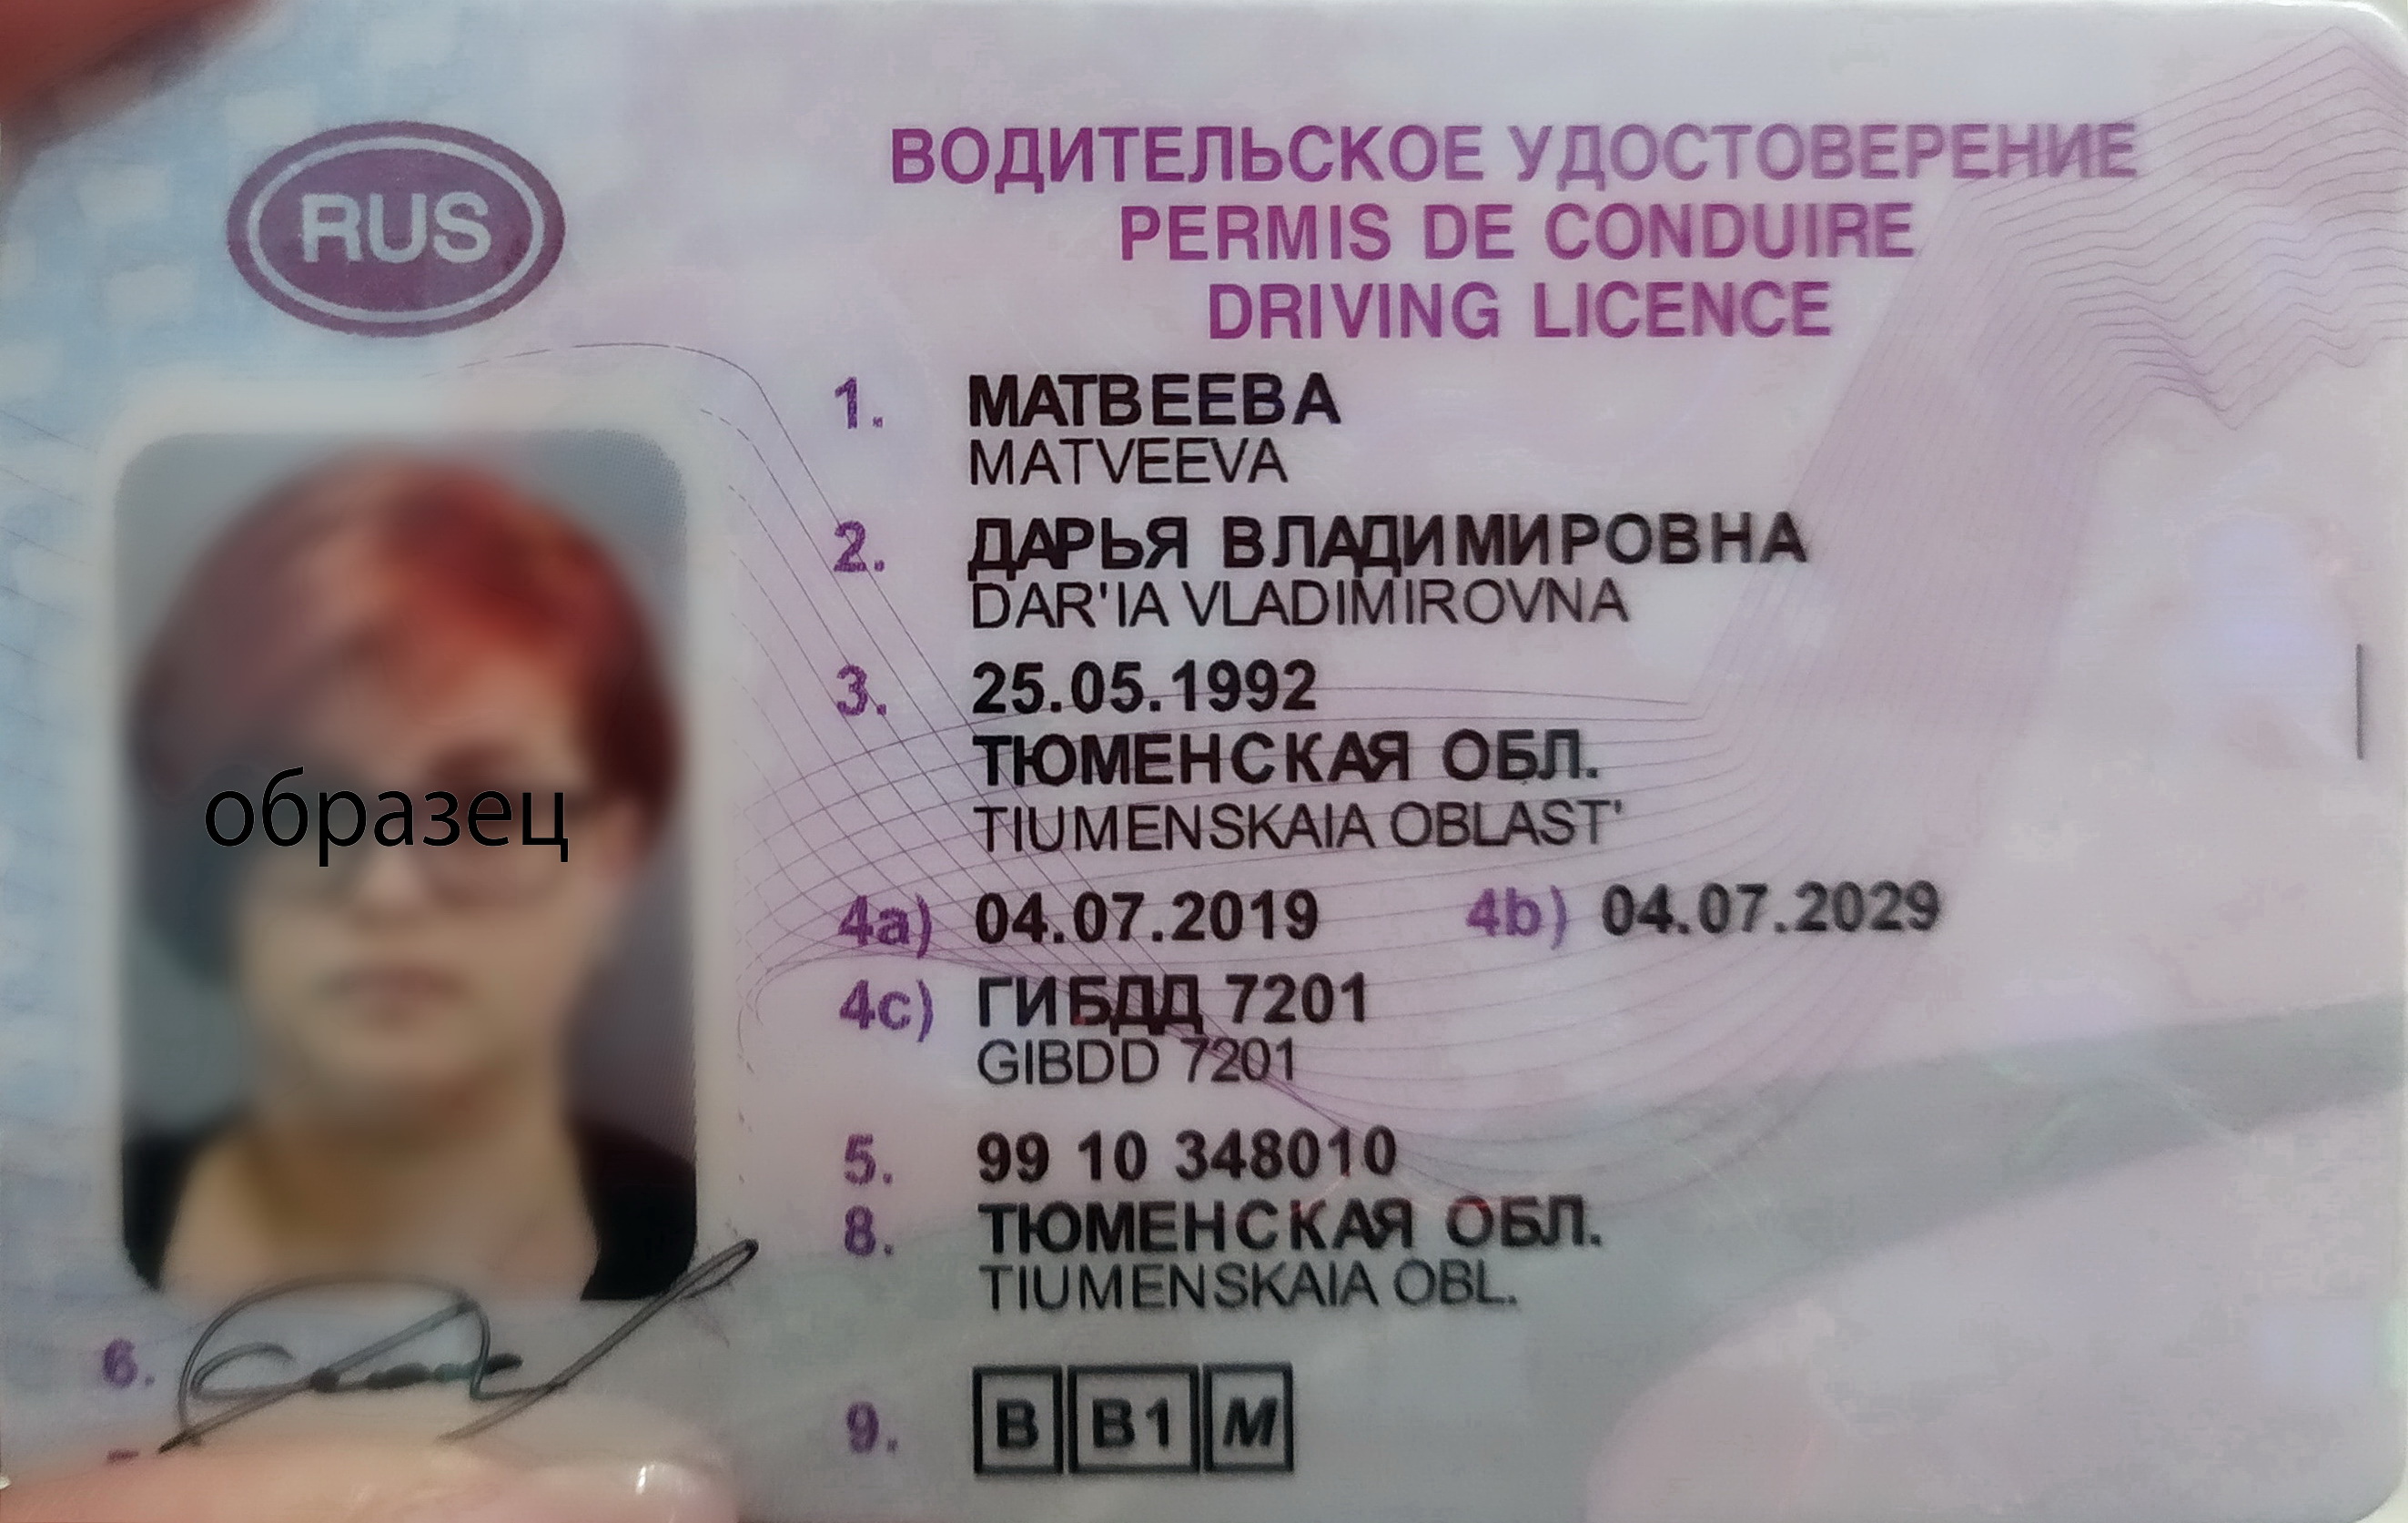 RUS
ВОДИТЕЛЬСКОЕ УДОСТОВЕРЕНИЕ
PERMIS DE CONDUIRE
DRIVING LICENCE
1. МАТВЕЕВА
MATVEEVA
2. ДАРЬЯ ВЛАДИМИРОВНА
DAR'IA VLADIMIROVNA
3. 25.05.1992
ТЮМЕНСКАЯ ОБЛ.
TIUMENSKAIA OBLAST'
4a) 04.07.2019 4b) 04.07.2029
4c) ГИБДД 7201
GIBDD 7201
5. 99 10 348010
8. ТЮМЕНСКАЯ ОБЛ.
TIUMENSKAIA OBL.
9. B B1 M
образец
6.